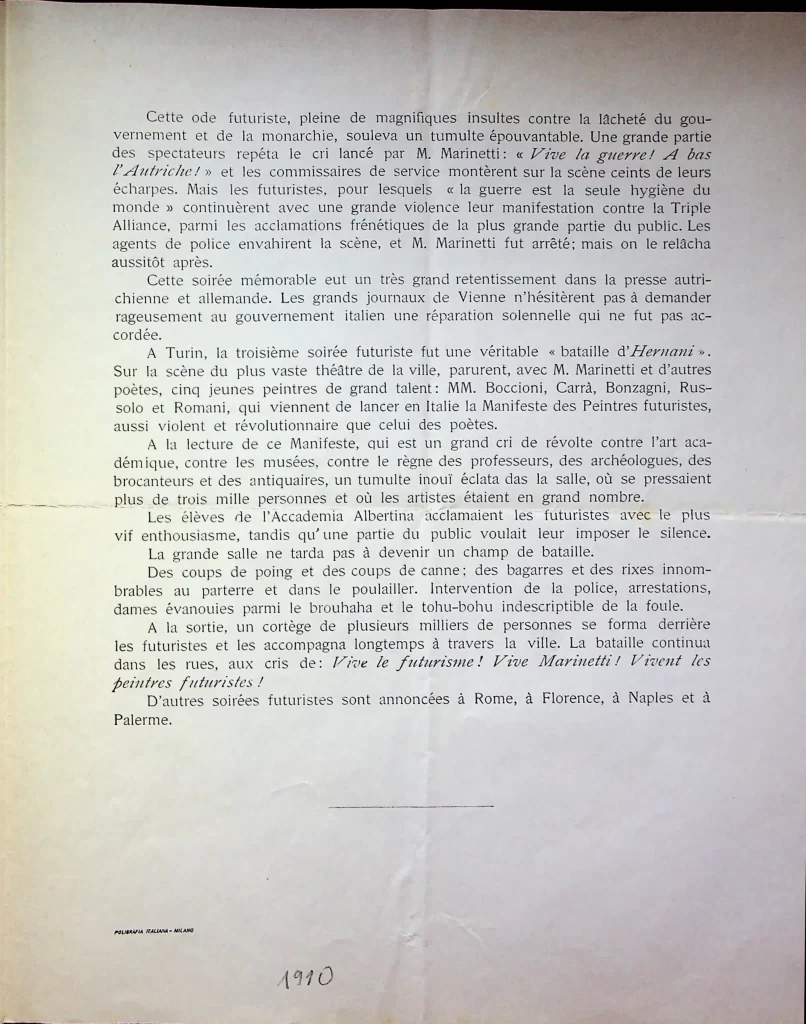 Cette ode futuriste, pleine de magnifiques insultes contre la lâcheté du gou-
vernement et de la monarchie, souleva un tumulte épouvantable. Une grande partie
des spectateurs repéta le cri lancé par M. Marinetti: « Vive la guerre! A bas
l'Autriche! » et les commissaires de service montèrent sur la scène ceints de leurs
écharpes. Mais les futuristes, pour lesquels « la guerre est la seule hygiène du
monde » continuèrent avec une grande violence leur manifestation contre la Triple
Alliance, parmi les acclamations frénétiques de la plus grande partie du public. Les
agents de police envahirent la scène, et M. Marinetti fut arrêté; mais on le relâcha
aussitôt après.
Cette soirée mémorable eut un très grand retentissement dans la presse autri-
chienne et allemande. Les grands journaux de Vienne n'hésitèrent pas à demander
rageusement au gouvernement italien une réparation solennelle qui ne fut pas ac-
cordée.
A Turin, la troisième soirée futuriste fut une véritable « bataille d'Hernani ».
Sur la scène du plus vaste théâtre de la ville, parurent, avec M. Marinetti et d'autres
poètes, cinq jeunes peintres de grand talent: MM. Boccioni, Carrà, Bonzagni, Rus-
solo et Romani, qui viennent de lancer en Italie la Manifeste des Peintres futuristes,
aussi violent et révolutionnaire que celui des poètes.
A la lecture de ce Manifeste, qui est un grand cri de révolte contre l'art aca-
démique, contre les musées, contre le règne des professeurs, des archéologues, des
brocanteurs et des antiquaires, un tumulte inouï éclata das la salle, où se pressaient
plus de trois mille personnes et où les artistes étaient en grand nombre.
Les élèves de l'Accademia Albertina acclamaient les futuristes avec le plus
vif enthousiasme, tandis qu'une partie du public voulait leur imposer le silence.
La grande salle ne tarda pas à devenir un champ de bataille.
Des coups de poing et des coups de canne; des bagarres et des rixes innom-
brables au parterre et dans le poulailler. Intervention de la police, arrestations,
dames évanouies parmi le brouhaha et le tohu-bohu indescriptible de la foule.
A la sortie, un cortège de plusieurs milliers de personnes se forma derrière
les futuristes et les accompagna longtemps à travers la ville. La bataille continua
dans les rues, aux cris de: Vive le futurisme! Vive Marinetti! Vivent les
peintres futuristes!
D'autres soirées futuristes sont annoncées à Rome, à Florence, à Naples et à
Palerme.
POLIGRAFIA ITALIANA - MILANO
1910